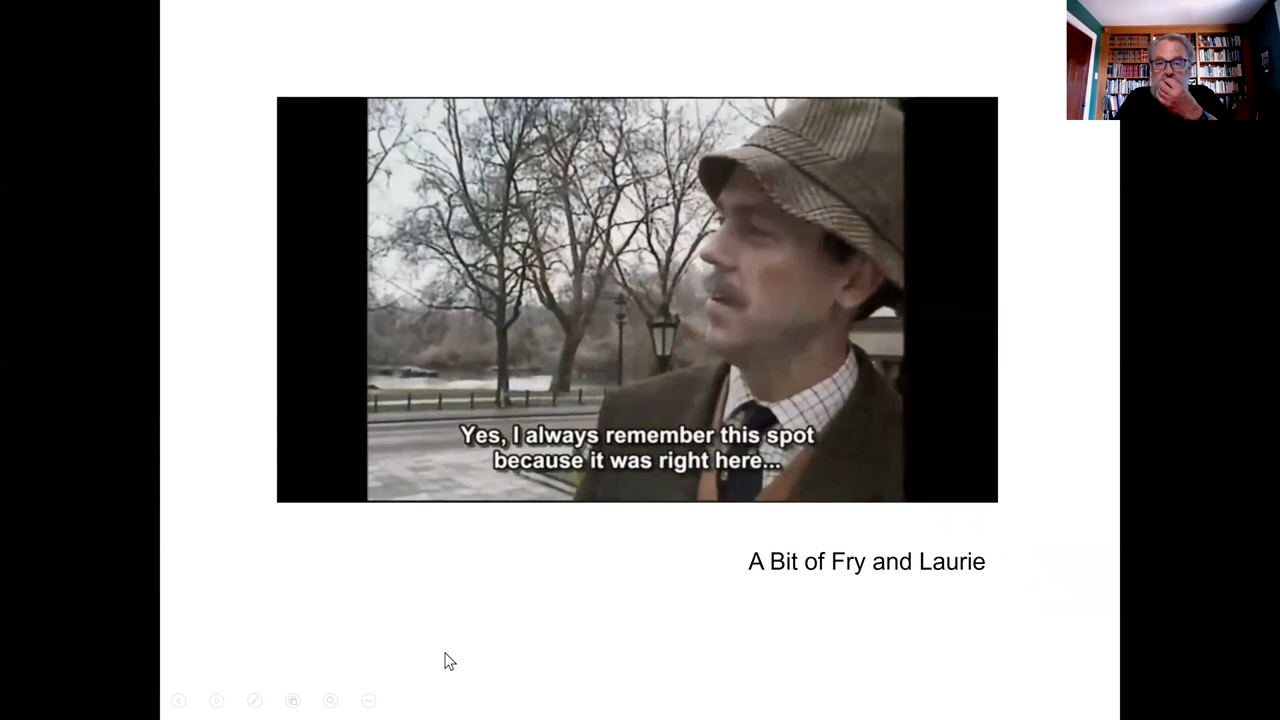 Yes, I always remember this spot
because it was right here...
A Bit of Fry and Laurie